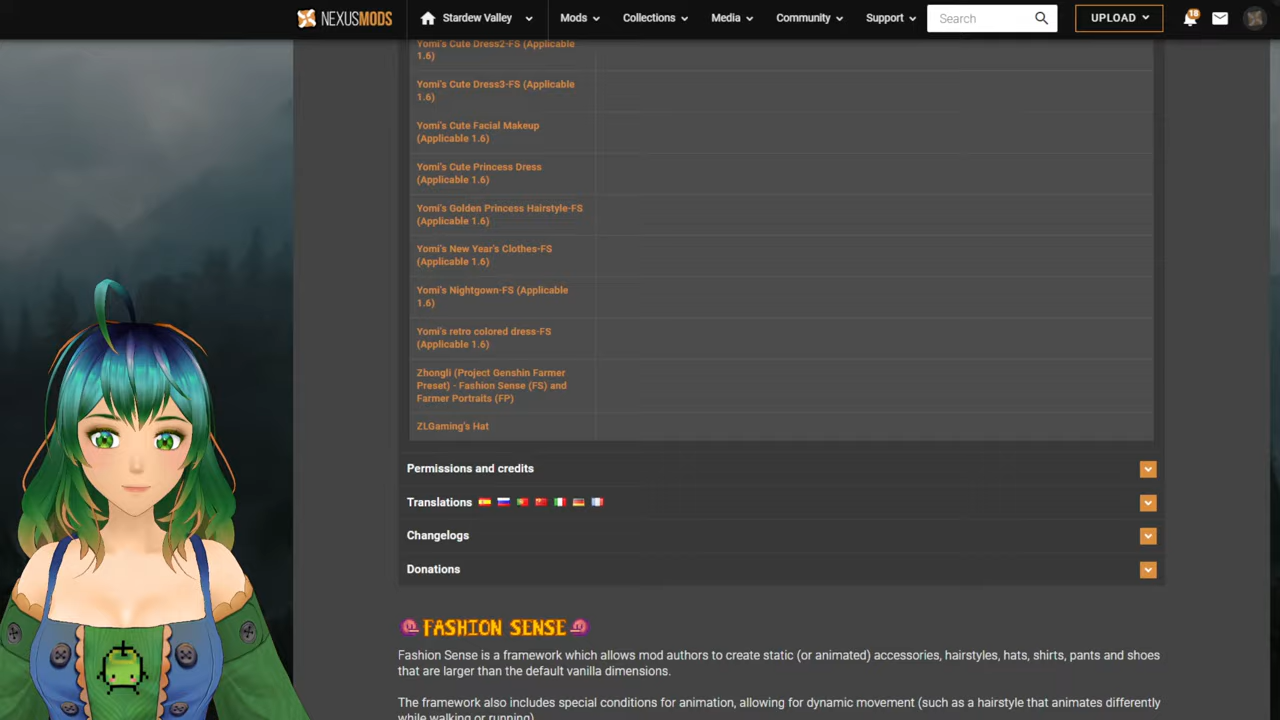 NEXUSMODS Stardew Valley Mods Collections Media Community Support Search UPLOAD 18
Yomi's Cute Dress2-FS (Applicable
1.6)
Yomi's Cute Dress3-FS (Applicable
1.6)
Yomi's Cute Facial Makeup
(Applicable 1.6)
Yomi's Cute Princess Dress
(Applicable 1.6)
Yomi's Golden Princess Hairstyle-FS
(Applicable 1.6)
Yomi's New Year's Clothes-FS
(Applicable 1.6)
Yomi's Nightgown-FS (Applicable
1.6)
Yomi's retro colored dress-FS
(Applicable 1.6)
Zhongli (Project Genshin Farmer
Preset) - Fashion Sense (FS) and
Farmer Portraits (FP)
ZLGaming's Hat
Permissions and credits
Translations
Changelogs
Donations
FASHION SENSE
Fashion Sense is a framework which allows mod authors to create static (or animated) accessories, hairstyles, hats, shirts, pants and shoes
that are larger than the default vanilla dimensions.
The framework also includes special conditions for animation, allowing for dynamic movement (such as a hairstyle that animates differently
while walking or running).